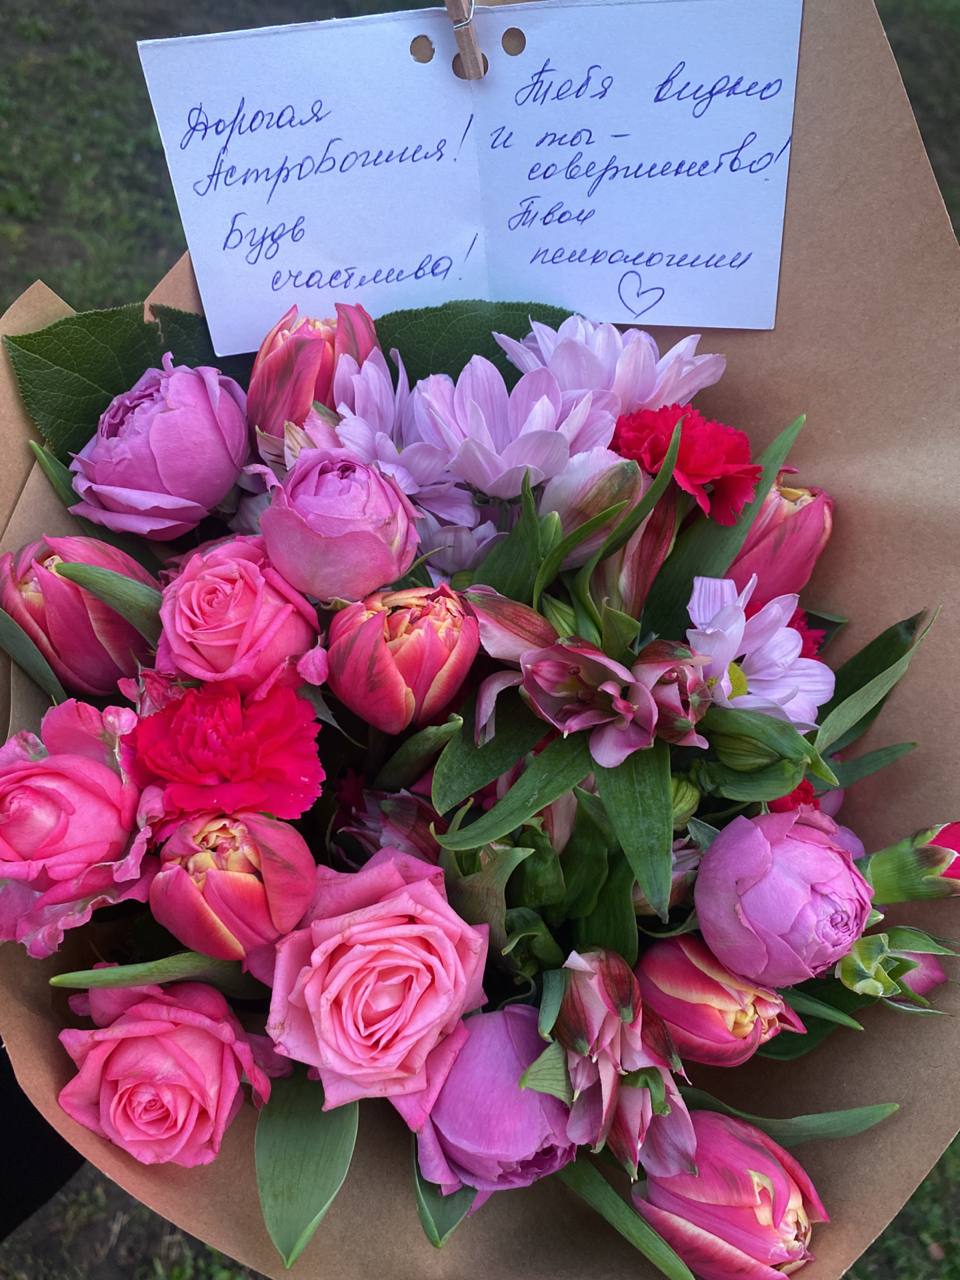 Дорогая
АстроБогиня!
Будь
счастлива!
Тебя видно
и ты –
совершенство!
Твои
психологини